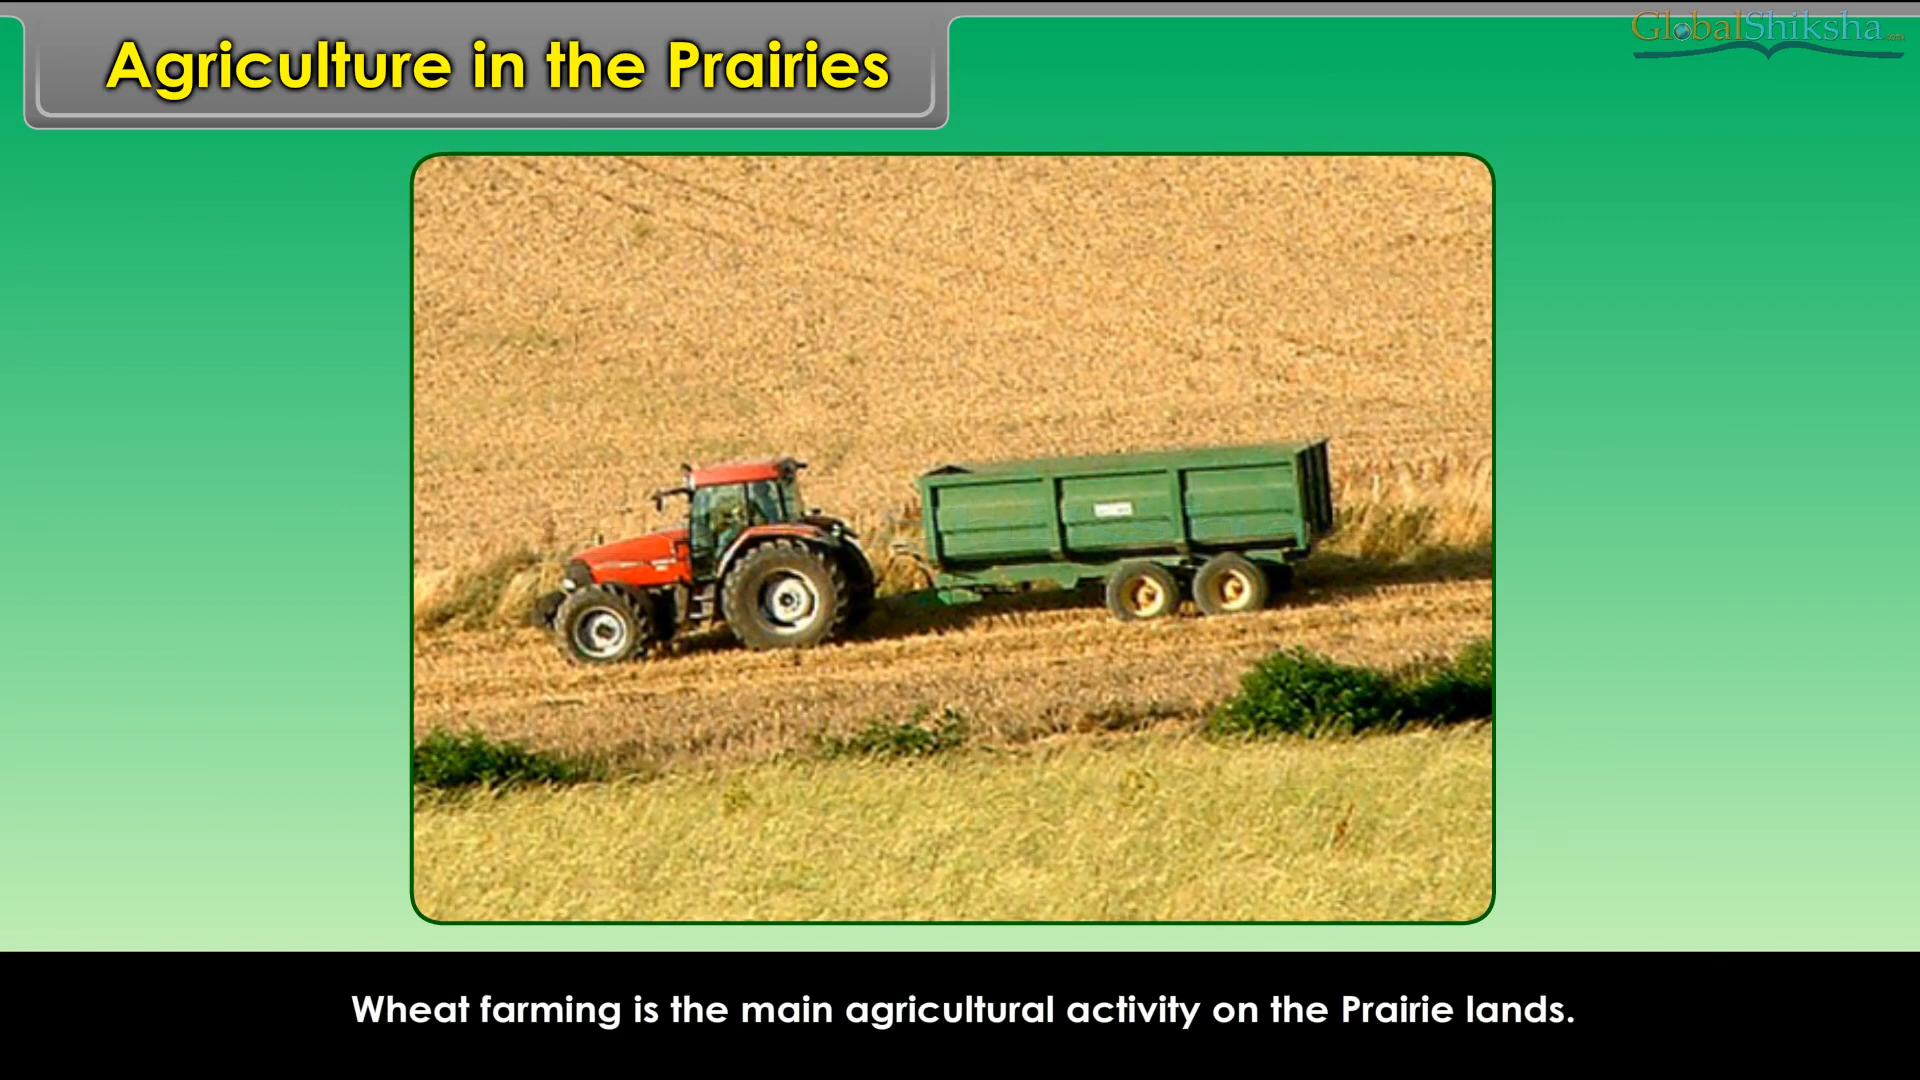 Agriculture in the Prairies
GlobalShiksha.com
Wheat farming is the main agricultural activity on the Prairie lands.